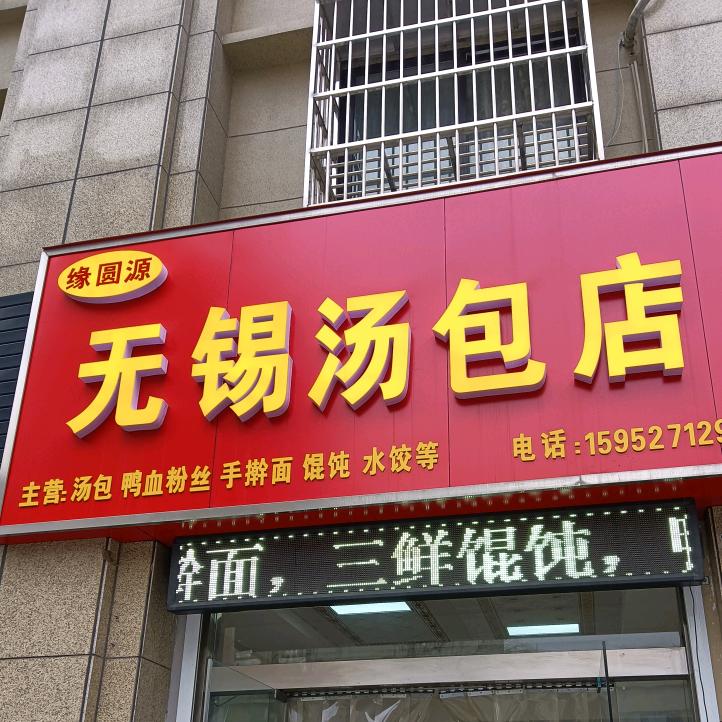 缘圆源
无锡汤包店
主营:汤包 鸭血粉丝 手擀面 馄饨 水饺等
电话:159527129
面，三鲜馄饨，